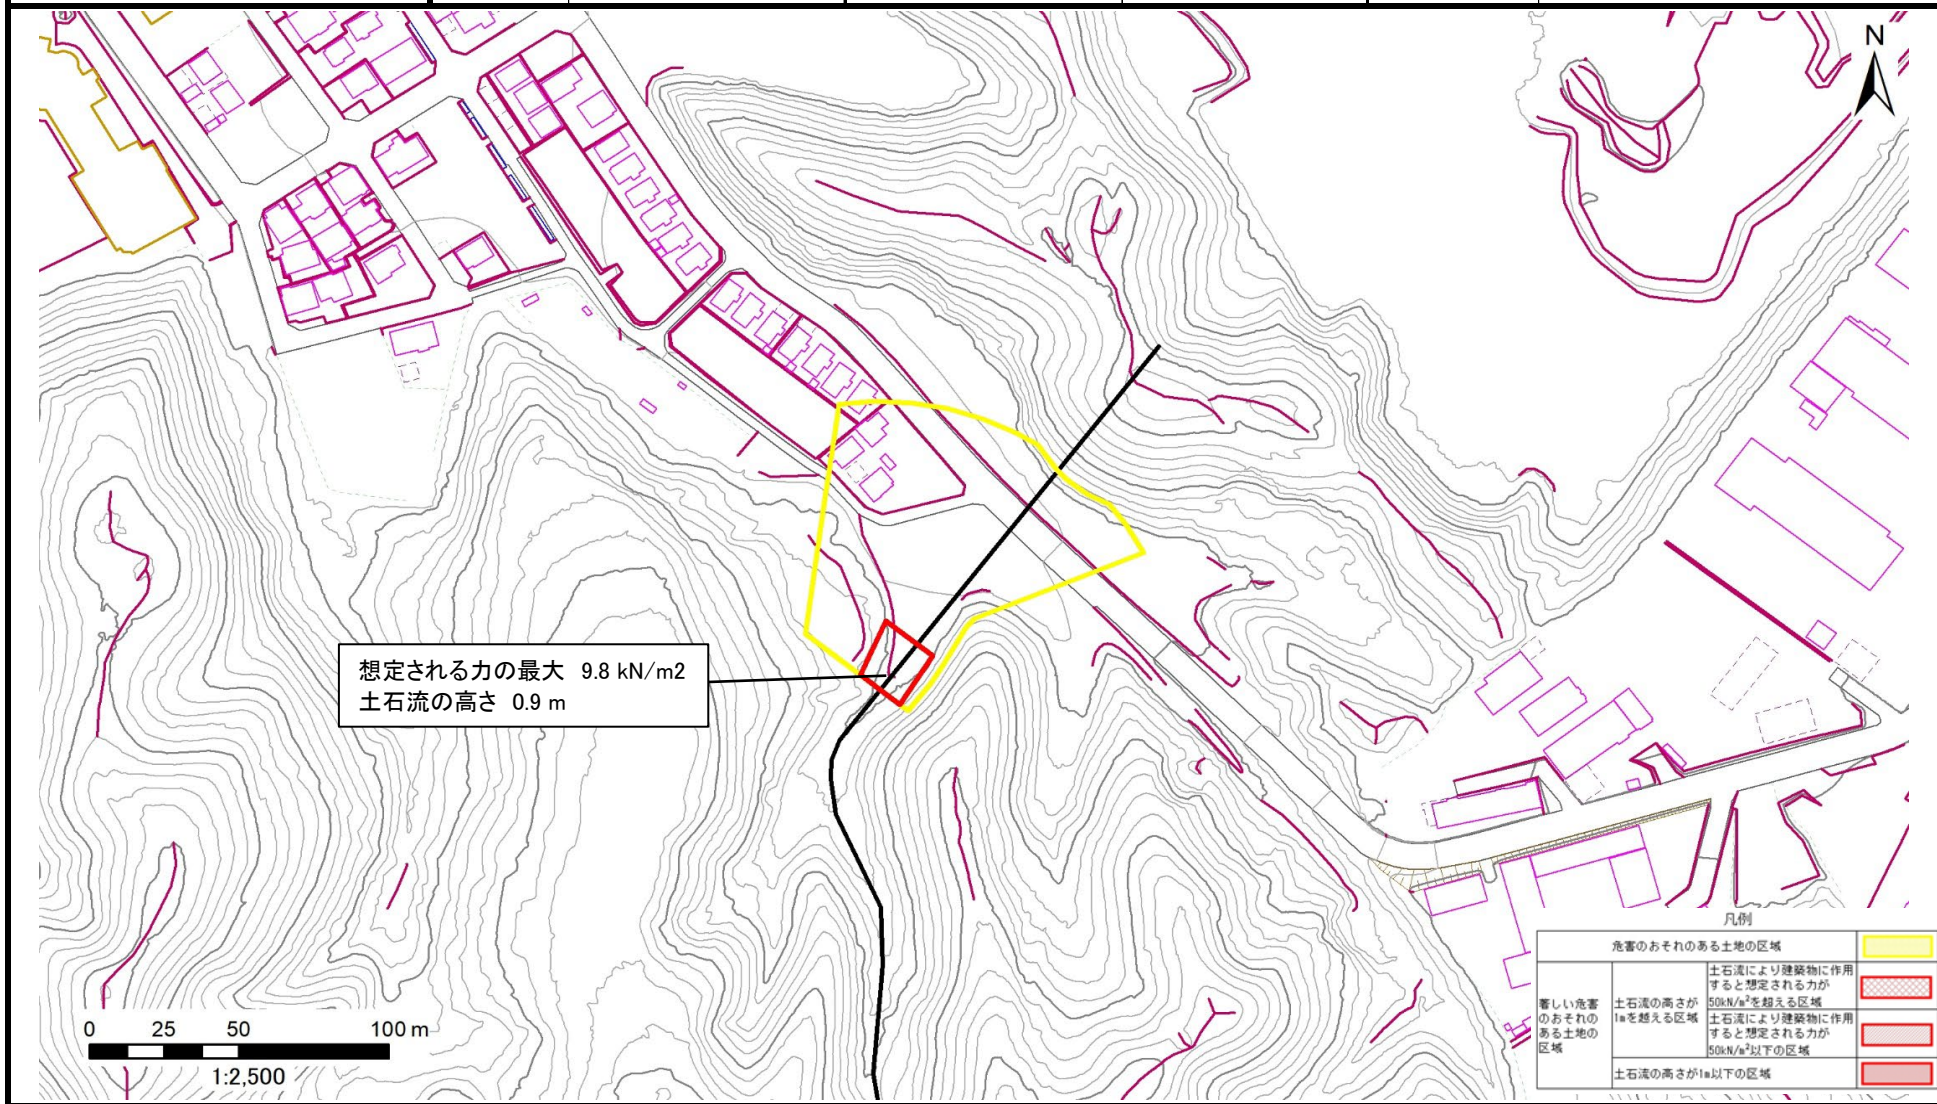 N
想定される力の最大 9.8 kN/m2
土石流の高さ 0.9 m
0 25 50 100 m
1:2,500
凡例
危害のおそれのある土地の区域
著しい危害
のおそれの
ある土地の
区域
土石流の高さが
1mを越える区域
土石流により建築物に作用
すると想定される力が
50kN/m²を超える区域
土石流により建築物に作用
すると想定される力が
50kN/m²以下の区域
土石流の高さが1m以下の区域